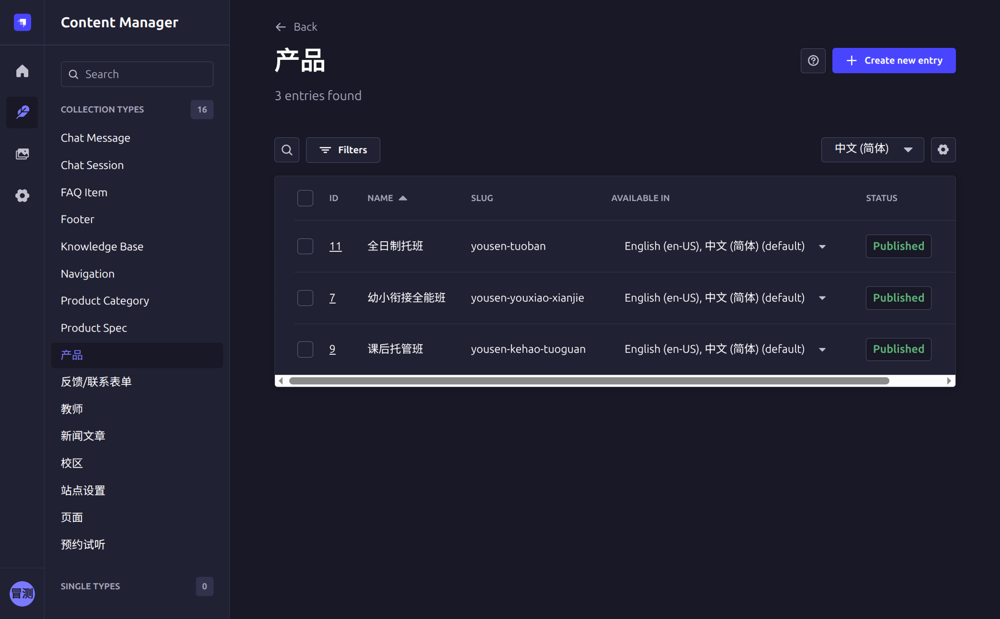 Content Manager
Search
COLLECTION TYPES 16
Chat Message
Chat Session
FAQ Item
Footer
Knowledge Base
Navigation
Product Category
Product Spec
产品
反馈/联系表单
教师
新闻文章
校区
站点设置
页面
预约试听
SINGLE TYPES 0
冒测
Back
产品
Create new entry
3 entries found
Filters
中文 (简体)
ID NAME SLUG AVAILABLE IN STATUS
11 全日制托班 yousen-tuoban English (en-US), 中文 (简体) (default) Published
7 幼小衔接全能班 yousen-youxiao-xianjie English (en-US), 中文 (简体) (default) Published
9 课后托管班 yousen-kehao-tuoguan English (en-US), 中文 (简体) (default) Published